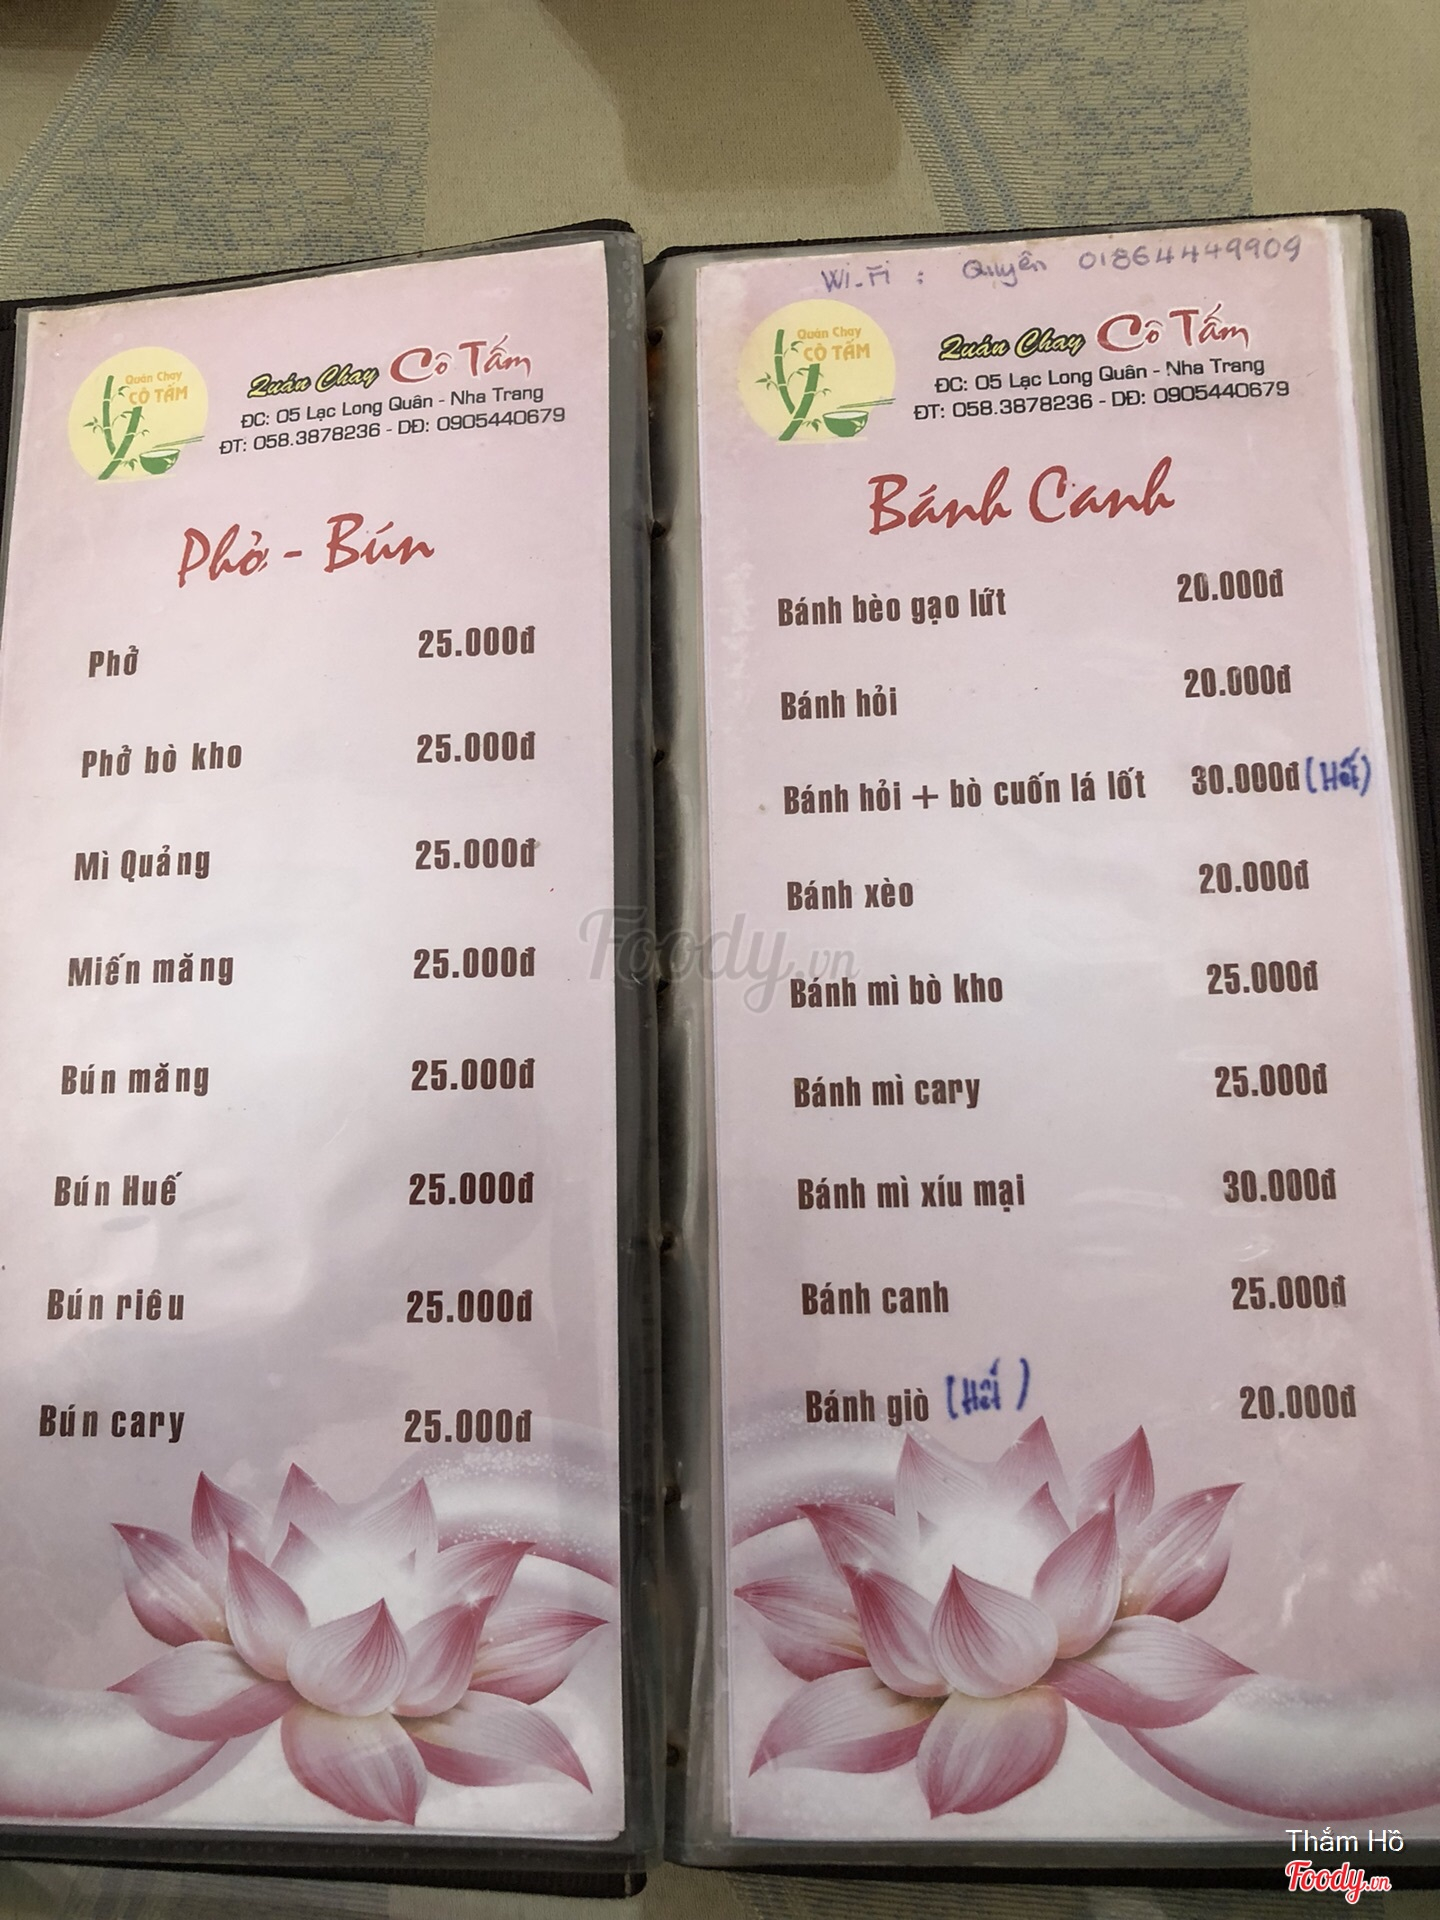 Quán Chay
CÔ TẤM
Quán Chay Cô Tấm
ĐC: 05 Lạc Long Quân - Nha Trang
ĐT: 058.3878236 - DĐ: 0905440679
Phở - Bún
Phở 25.000đ
Phở bò kho 25.000đ
Mì Quảng 25.000đ
Miến măng 25.000đ
Bún măng 25.000đ
Bún Huế 25.000đ
Bún riêu 25.000đ
Bún cary 25.000đ
Wi-Fi : Quyên 01864449909
Quán Chay
CÔ TẤM
Quán Chay Cô Tấm
ĐC: 05 Lạc Long Quân - Nha Trang
ĐT: 058.3878236 - DĐ: 0905440679
Bánh Canh
Bánh bèo gạo lứt 20.000đ
Bánh hỏi 20.000đ
Bánh hỏi + bò cuốn lá lốt 30.000đ (Hết)
Bánh xèo 20.000đ
Bánh mì bò kho 25.000đ
Bánh mì cary 25.000đ
Bánh mì xíu mại 30.000đ
Bánh canh 25.000đ
Bánh giò (Hết) 20.000đ
Foody.vn
Thắm Hồ
Foody.vn